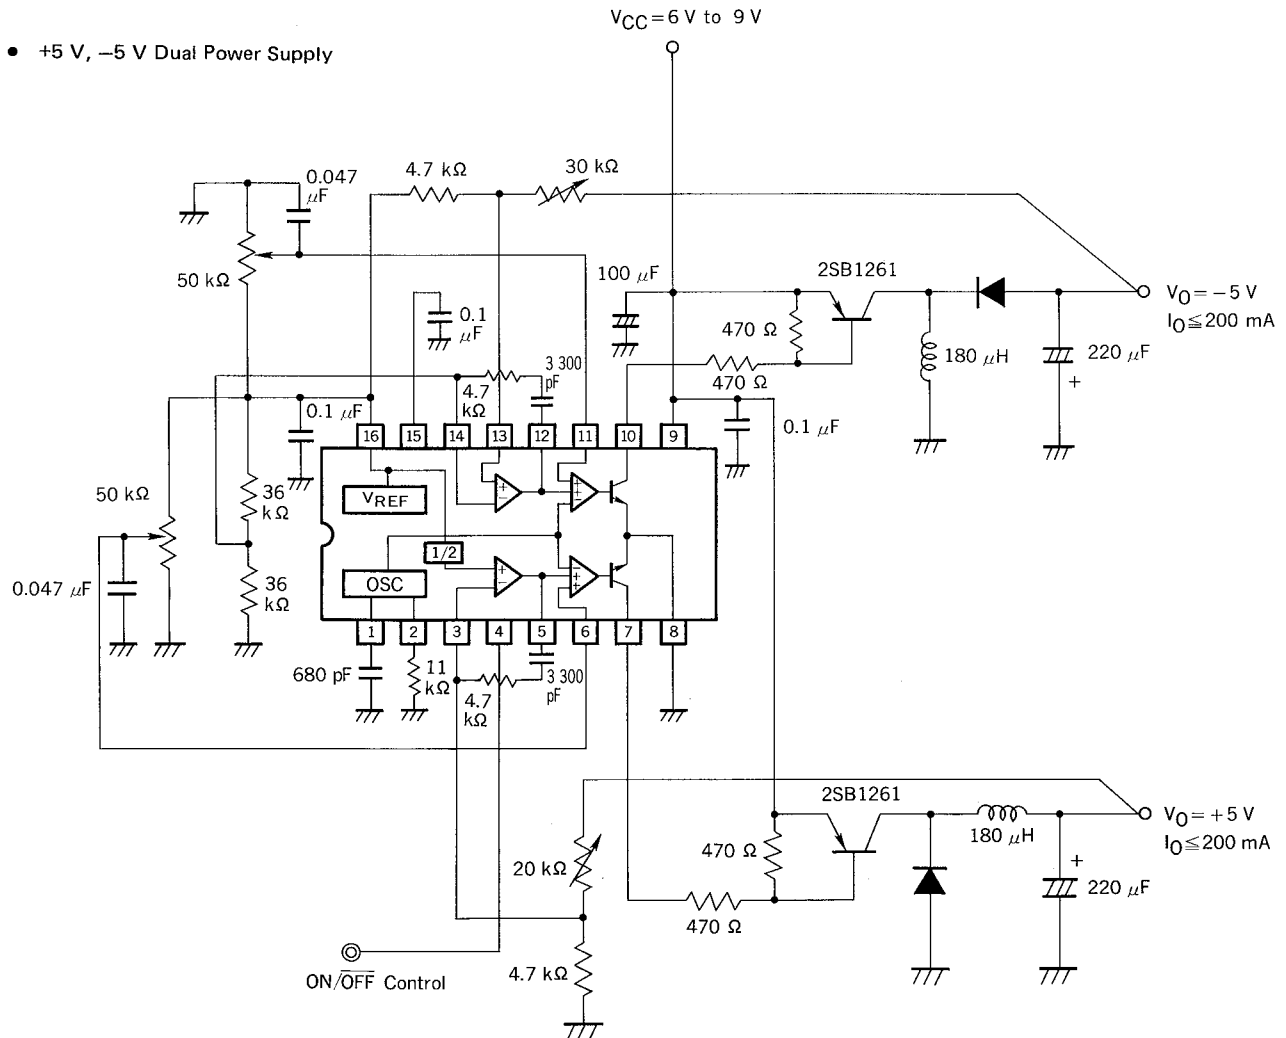 VCC=6 V to 9 V
• +5 V, −5 V Dual Power Supply
0.047
μF
4.7 kΩ
30 kΩ
50 kΩ
100 μF
2SB1261
0.1
μF
470 Ω
470 Ω
180 μH
220 μF
+
VO=−5 V
IO≦200 mA
3 300
pF
4.7
kΩ
0.1 μF
0.1 μF
16 15 14 13 12 11 10 9
50 kΩ
36
kΩ
VREF
+
−
+
+
−
1/2
OSC
+
−
−
+
+
0.047 μF
36
kΩ
1 2 3 4 5 6 7 8
680 pF
11
kΩ
4.7
kΩ
3 300
pF
2SB1261
180 μH
VO=+5 V
IO≦200 mA
20 kΩ
470 Ω
470 Ω
+
220 μF
ON/OFF Control
4.7 kΩ